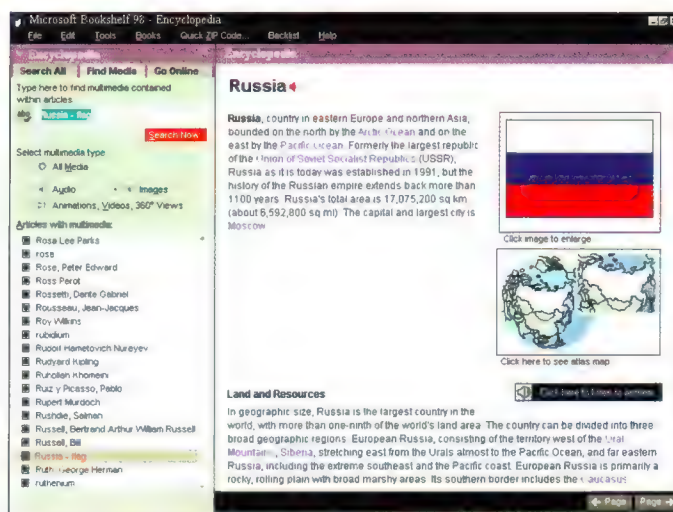 Microsoft Bookshelf 98 - Encyclopedia
File Edit Tools Books Quick ZIP Code... Backlist Help
Encyclopedia
Search All Find Media Go Online
Type here to find multimedia contained
within articles.
Russia - flag
Search Now
Select multimedia type
All Media
Audio Images
Animations, Videos, 360° Views
Articles with multimedia:
Rosa Lee Parks
rose
Rose, Peter Edward
Ross Perot
Rossetti, Dante Gabriel
Rousseau, Jean-Jacques
Roy Wilkins
rubidium
Rudolf Hametovich Nureyev
Rudyard Kipling
Ruhollah Khomeini
Ruiz y Picasso, Pablo
Rupert Murdoch
Rushdie, Salman
Russell, Bertrand Arthur William Russell
Russell, Bill
Russia - flag
Ruth, George Herman
ruthenium
Encyclopedia
Russia
Russia, country in eastern Europe and northern Asia,
bounded on the north by the Arctic Ocean and on the
east by the Pacific Ocean. Formerly the largest republic
of the Union of Soviet Socialist Republics (USSR),
Russia as it is today was established in 1991, but the
history of the Russian empire extends back more than
1100 years. Russia's total area is 17,075,200 sq km
(about 6,592,800 sq mi). The capital and largest city is
Moscow.
Click image to enlarge
Click here to see atlas map
Click here to listen to anthem
Land and Resources
In geographic size, Russia is the largest country in the
world, with more than one-ninth of the world's land area. The country can be divided into three
broad geographic regions: European Russia, consisting of the territory west of the Ural
Mountains, Siberia, stretching east from the Urals almost to the Pacific Ocean, and far eastern
Russia, including the extreme southeast and the Pacific coast. European Russia is primarily a
rocky, rolling plain with broad marshy areas. Its southern border includes the Caucasus
Page Page